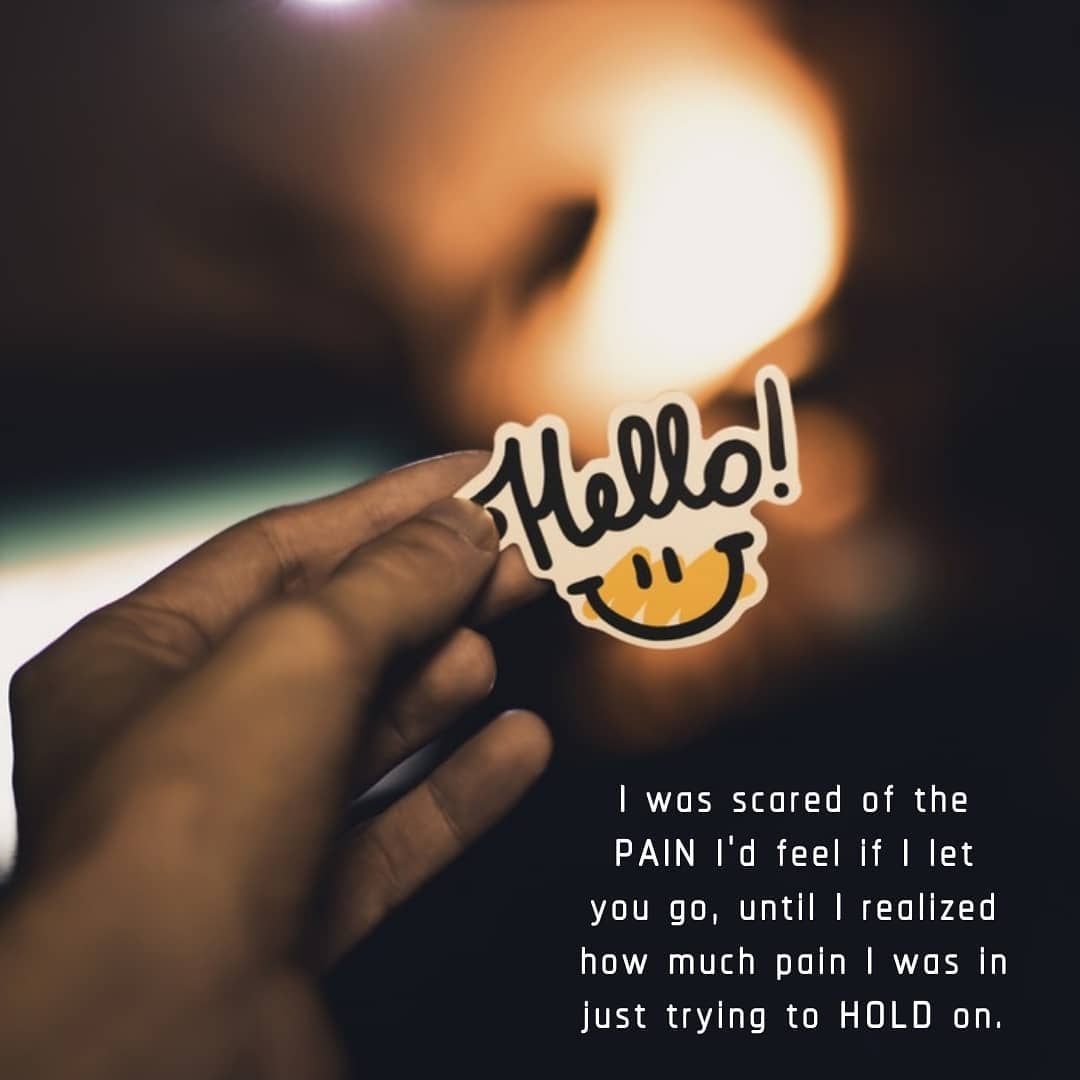 Hello!
I was scared of the
PAIN I'd feel if I let
you go, until I realized
how much pain I was in
just trying to HOLD on.